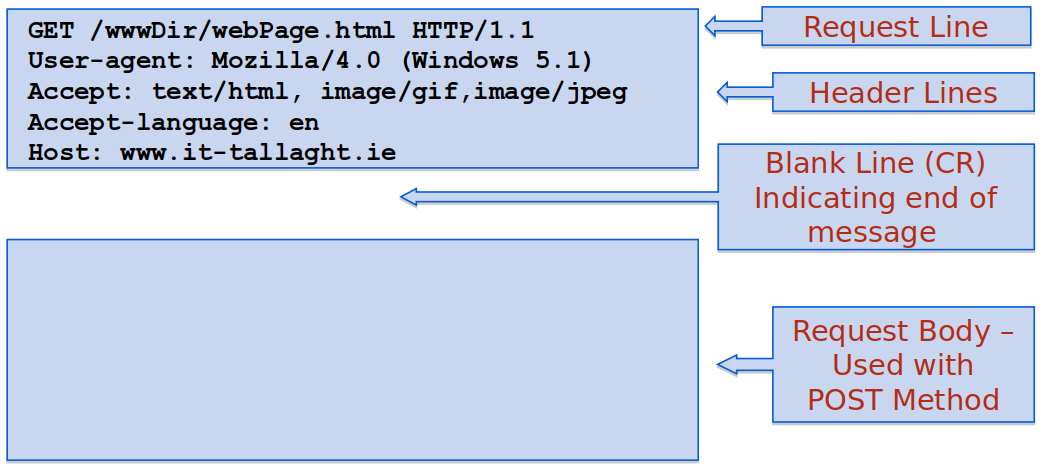 GET /wwwDir/webPage.html HTTP/1.1
User-agent: Mozilla/4.0 (Windows 5.1)
Accept: text/html, image/gif,image/jpeg
Accept-language: en
Host: www.it-tallaght.ie
Request Line
Header Lines
Blank Line (CR)
Indicating end of
message
Request Body –
Used with
POST Method